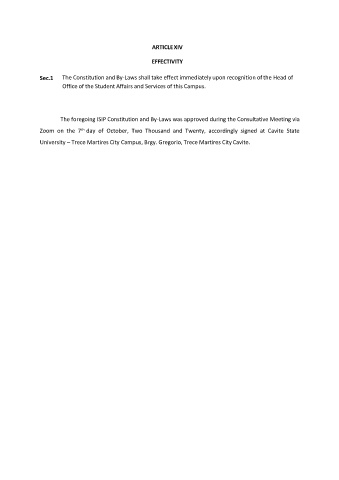 ARTICLE XIV
EFFECTIVITY
Sec.1 The Constitution and By-Laws shall take effect immediately upon recognition of the Head of
Office of the Student Affairs and Services of this Campus.
The foregoing ISIP Constitution and By-Laws was approved during the Consultative Meeting via
Zoom on the 7th day of October, Two Thousand and Twenty, accordingly signed at Cavite State
University – Trece Martires City Campus, Brgy. Gregorio, Trece Martires City Cavite.